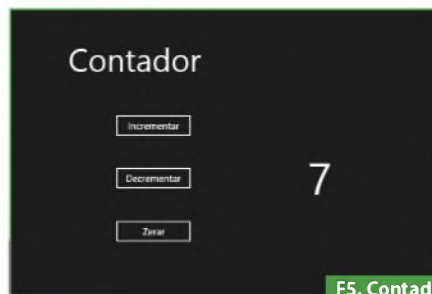 Contador
Incrementar
Decrementar
7
Zerar
F5. Contad